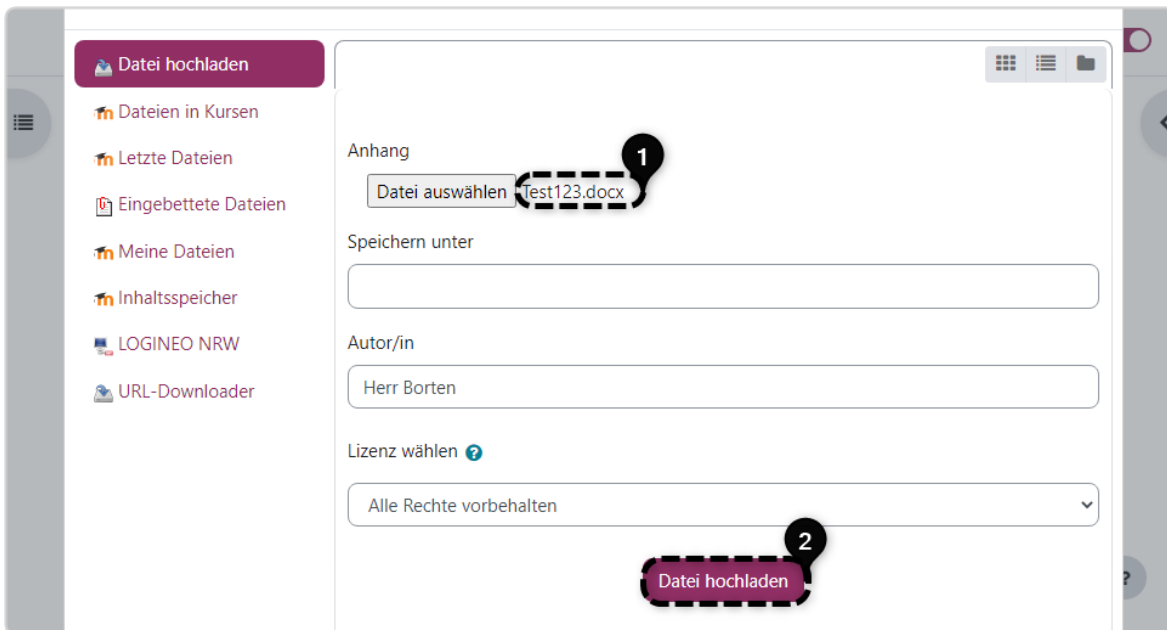 Datei hochladen
Dateien in Kursen
Letzte Dateien
Eingebettete Dateien
Meine Dateien
Inhaltsspeicher
LOGINEO NRW
URL-Downloader
Anhang
1
Datei auswählen Test123.docx
Speichern unter
Autor/in
Herr Borten
Lizenz wählen ?
Alle Rechte vorbehalten
2
Datei hochladen
?